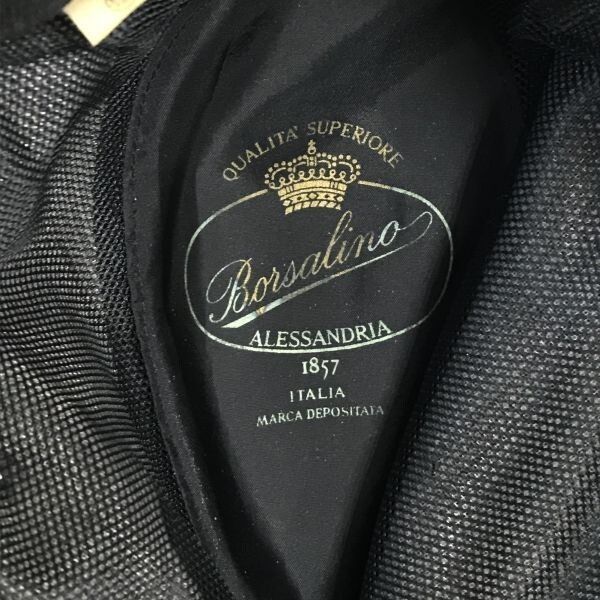 QUALITA' SUPERIORE
Borsalino
ALESSANDRIA
1857
ITALIA
MARCA DEPOSITATA